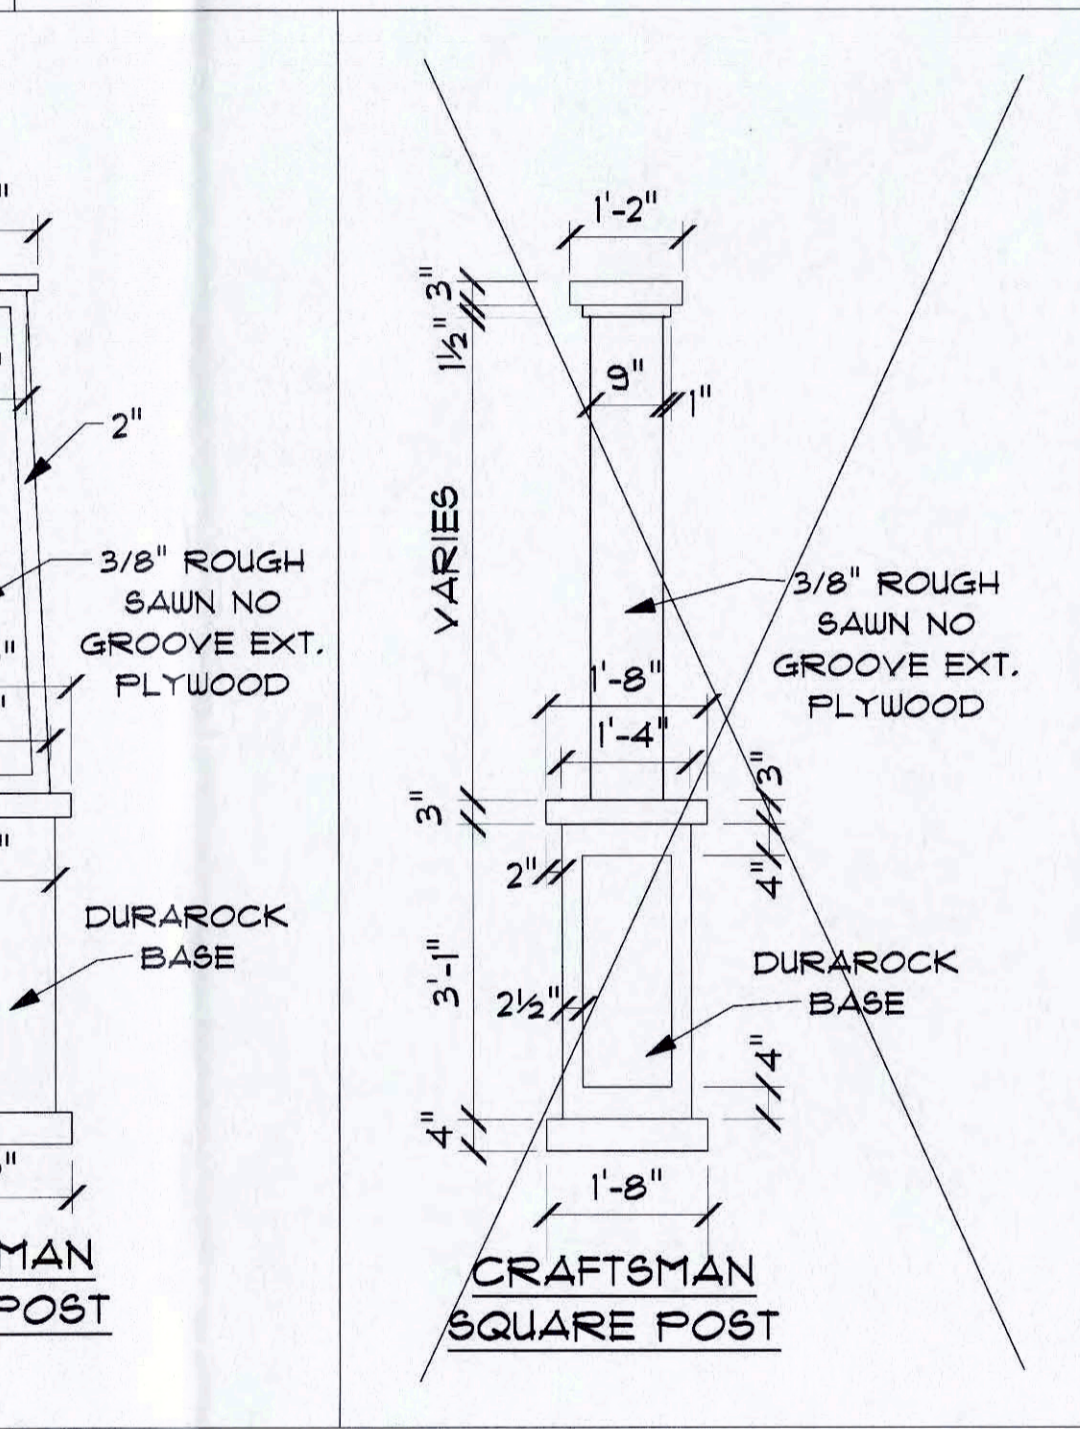 2"
3/8" ROUGH
SAWN NO
GROOVE EXT.
PLYWOOD
DURAROCK
BASE
MAN
POST
1'-2"
3"
1½"
9"
1"
VARIES
3/8" ROUGH
SAWN NO
GROOVE EXT.
PLYWOOD
1'-8"
1'-4"
3"
3"
2"
4"
3'-1"
2½"
DURAROCK
BASE
4"
4"
1'-8"
CRAFTSMAN
SQUARE POST